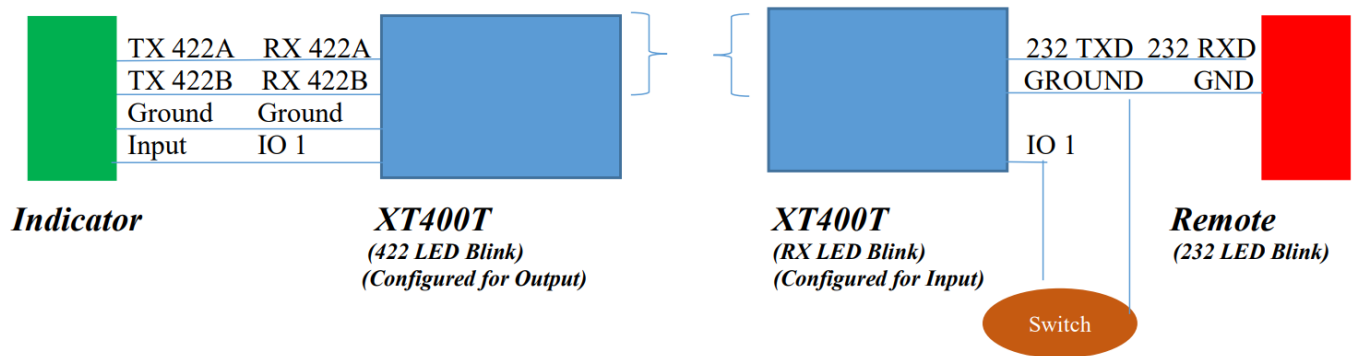 TX 422A RX 422A
TX 422B RX 422B
Ground Ground
Input IO 1
232 TXD 232 RXD
GROUND GND
IO 1
Indicator
XT400T
(422 LED Blink)
(Configured for Output)
XT400T
(RX LED Blink)
(Configured for Input)
Remote
(232 LED Blink)
Switch